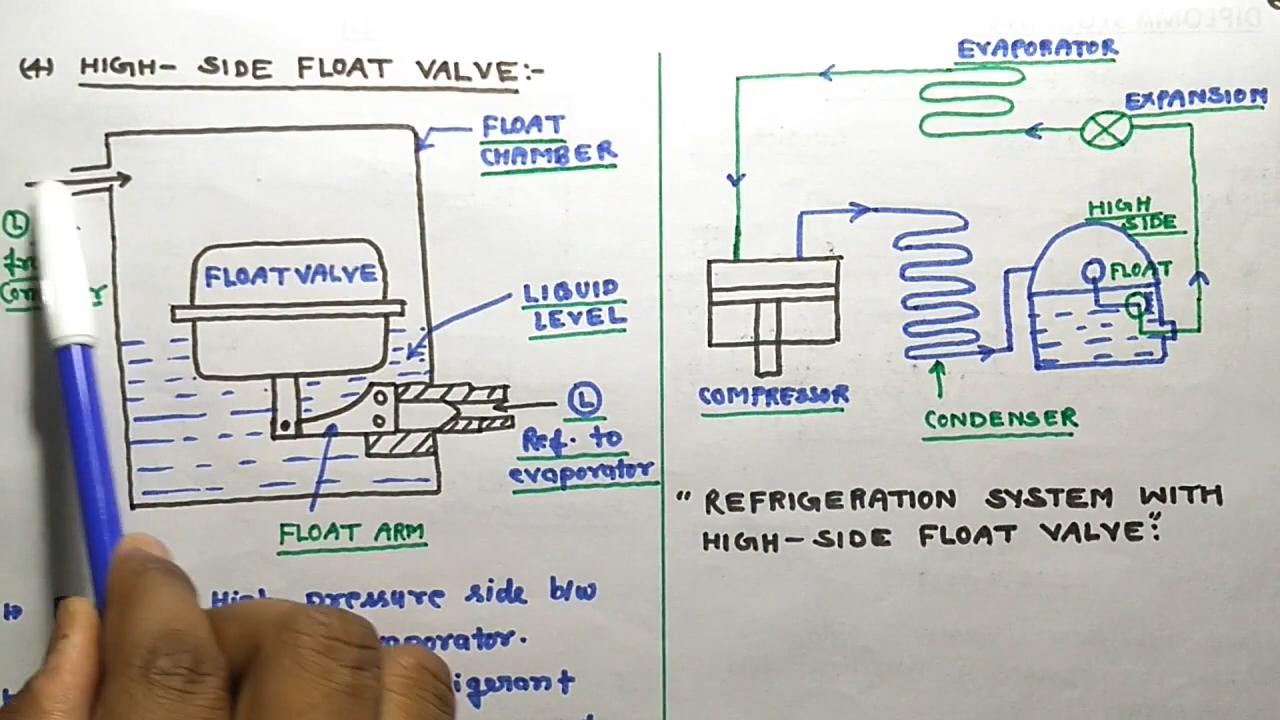 (4) HIGH- SIDE FLOAT VALVE:-
FLOAT
CHAMBER
L
FLOAT VALVE
LIQUID
LEVEL
L
Ref. to
evaporator
FLOAT ARM
High pressure side b/w
EVAPORATOR
EXPANSION
HIGH
SIDE
FLOAT
COMPRESSOR
CONDENSER
"REFRIGERATION SYSTEM WITH
HIGH-SIDE FLOAT VALVE".